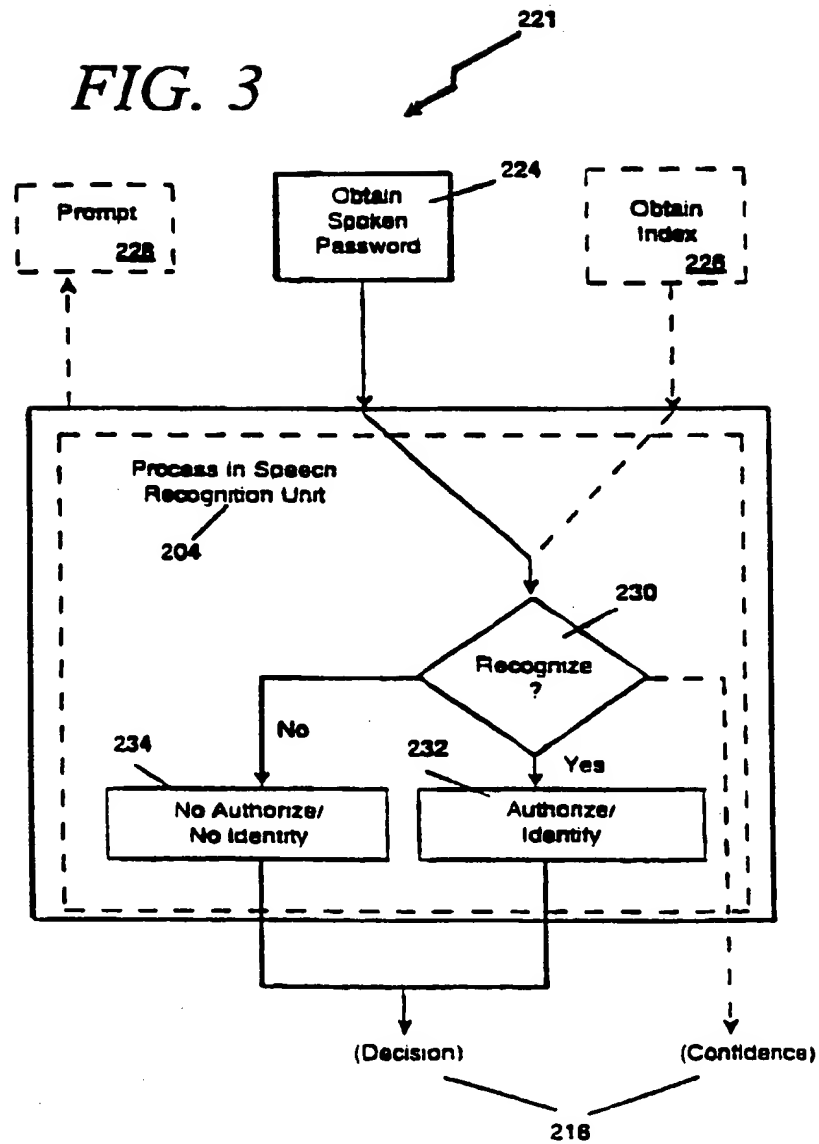 221
FIG. 3
Prompt
228
Obtain
Spoken
Password
224
Obtain
Index
226
Process in Speech
Recognition Unit
204
230
Recognize
?
No
Yes
234
232
No Authorize/
No Identity
Authorize/
Identify
(Decision)
(Confidence)
216